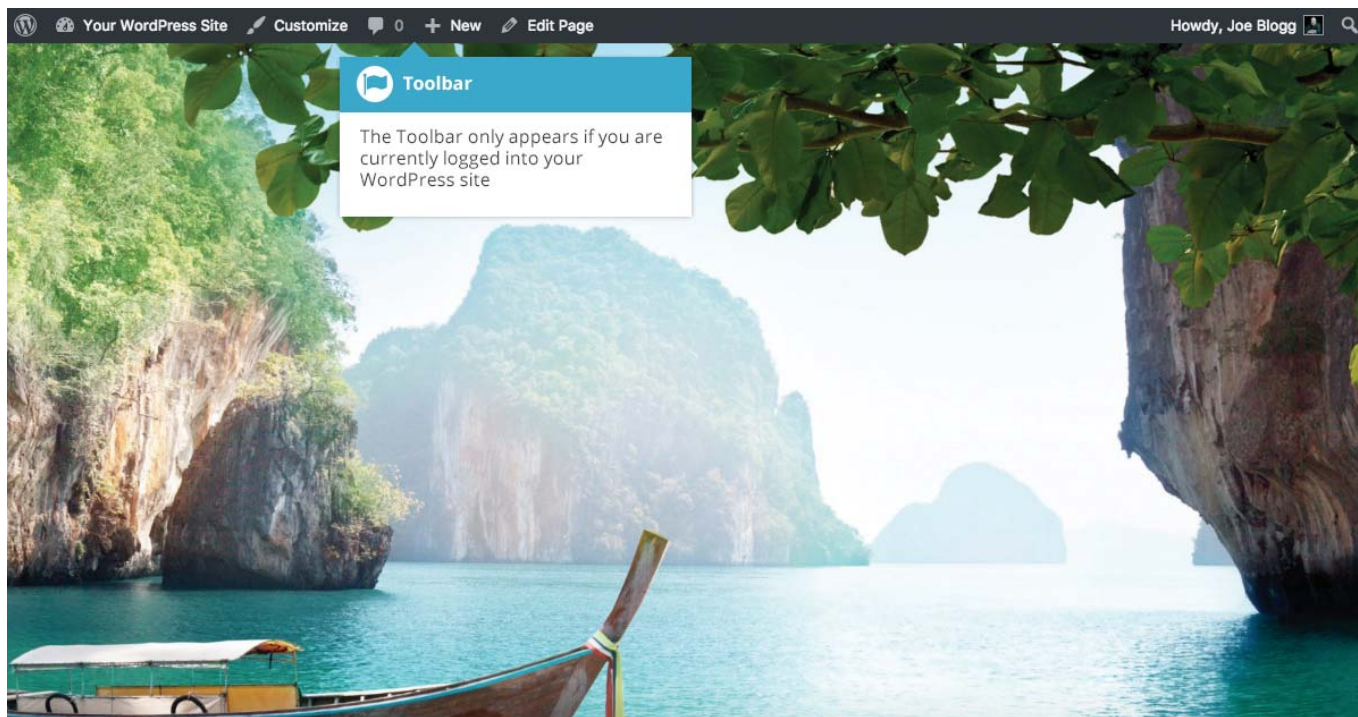 Your WordPress Site Customize 0 New Edit Page Howdy, Joe Blogg
Toolbar
The Toolbar only appears if you are
currently logged into your
WordPress site